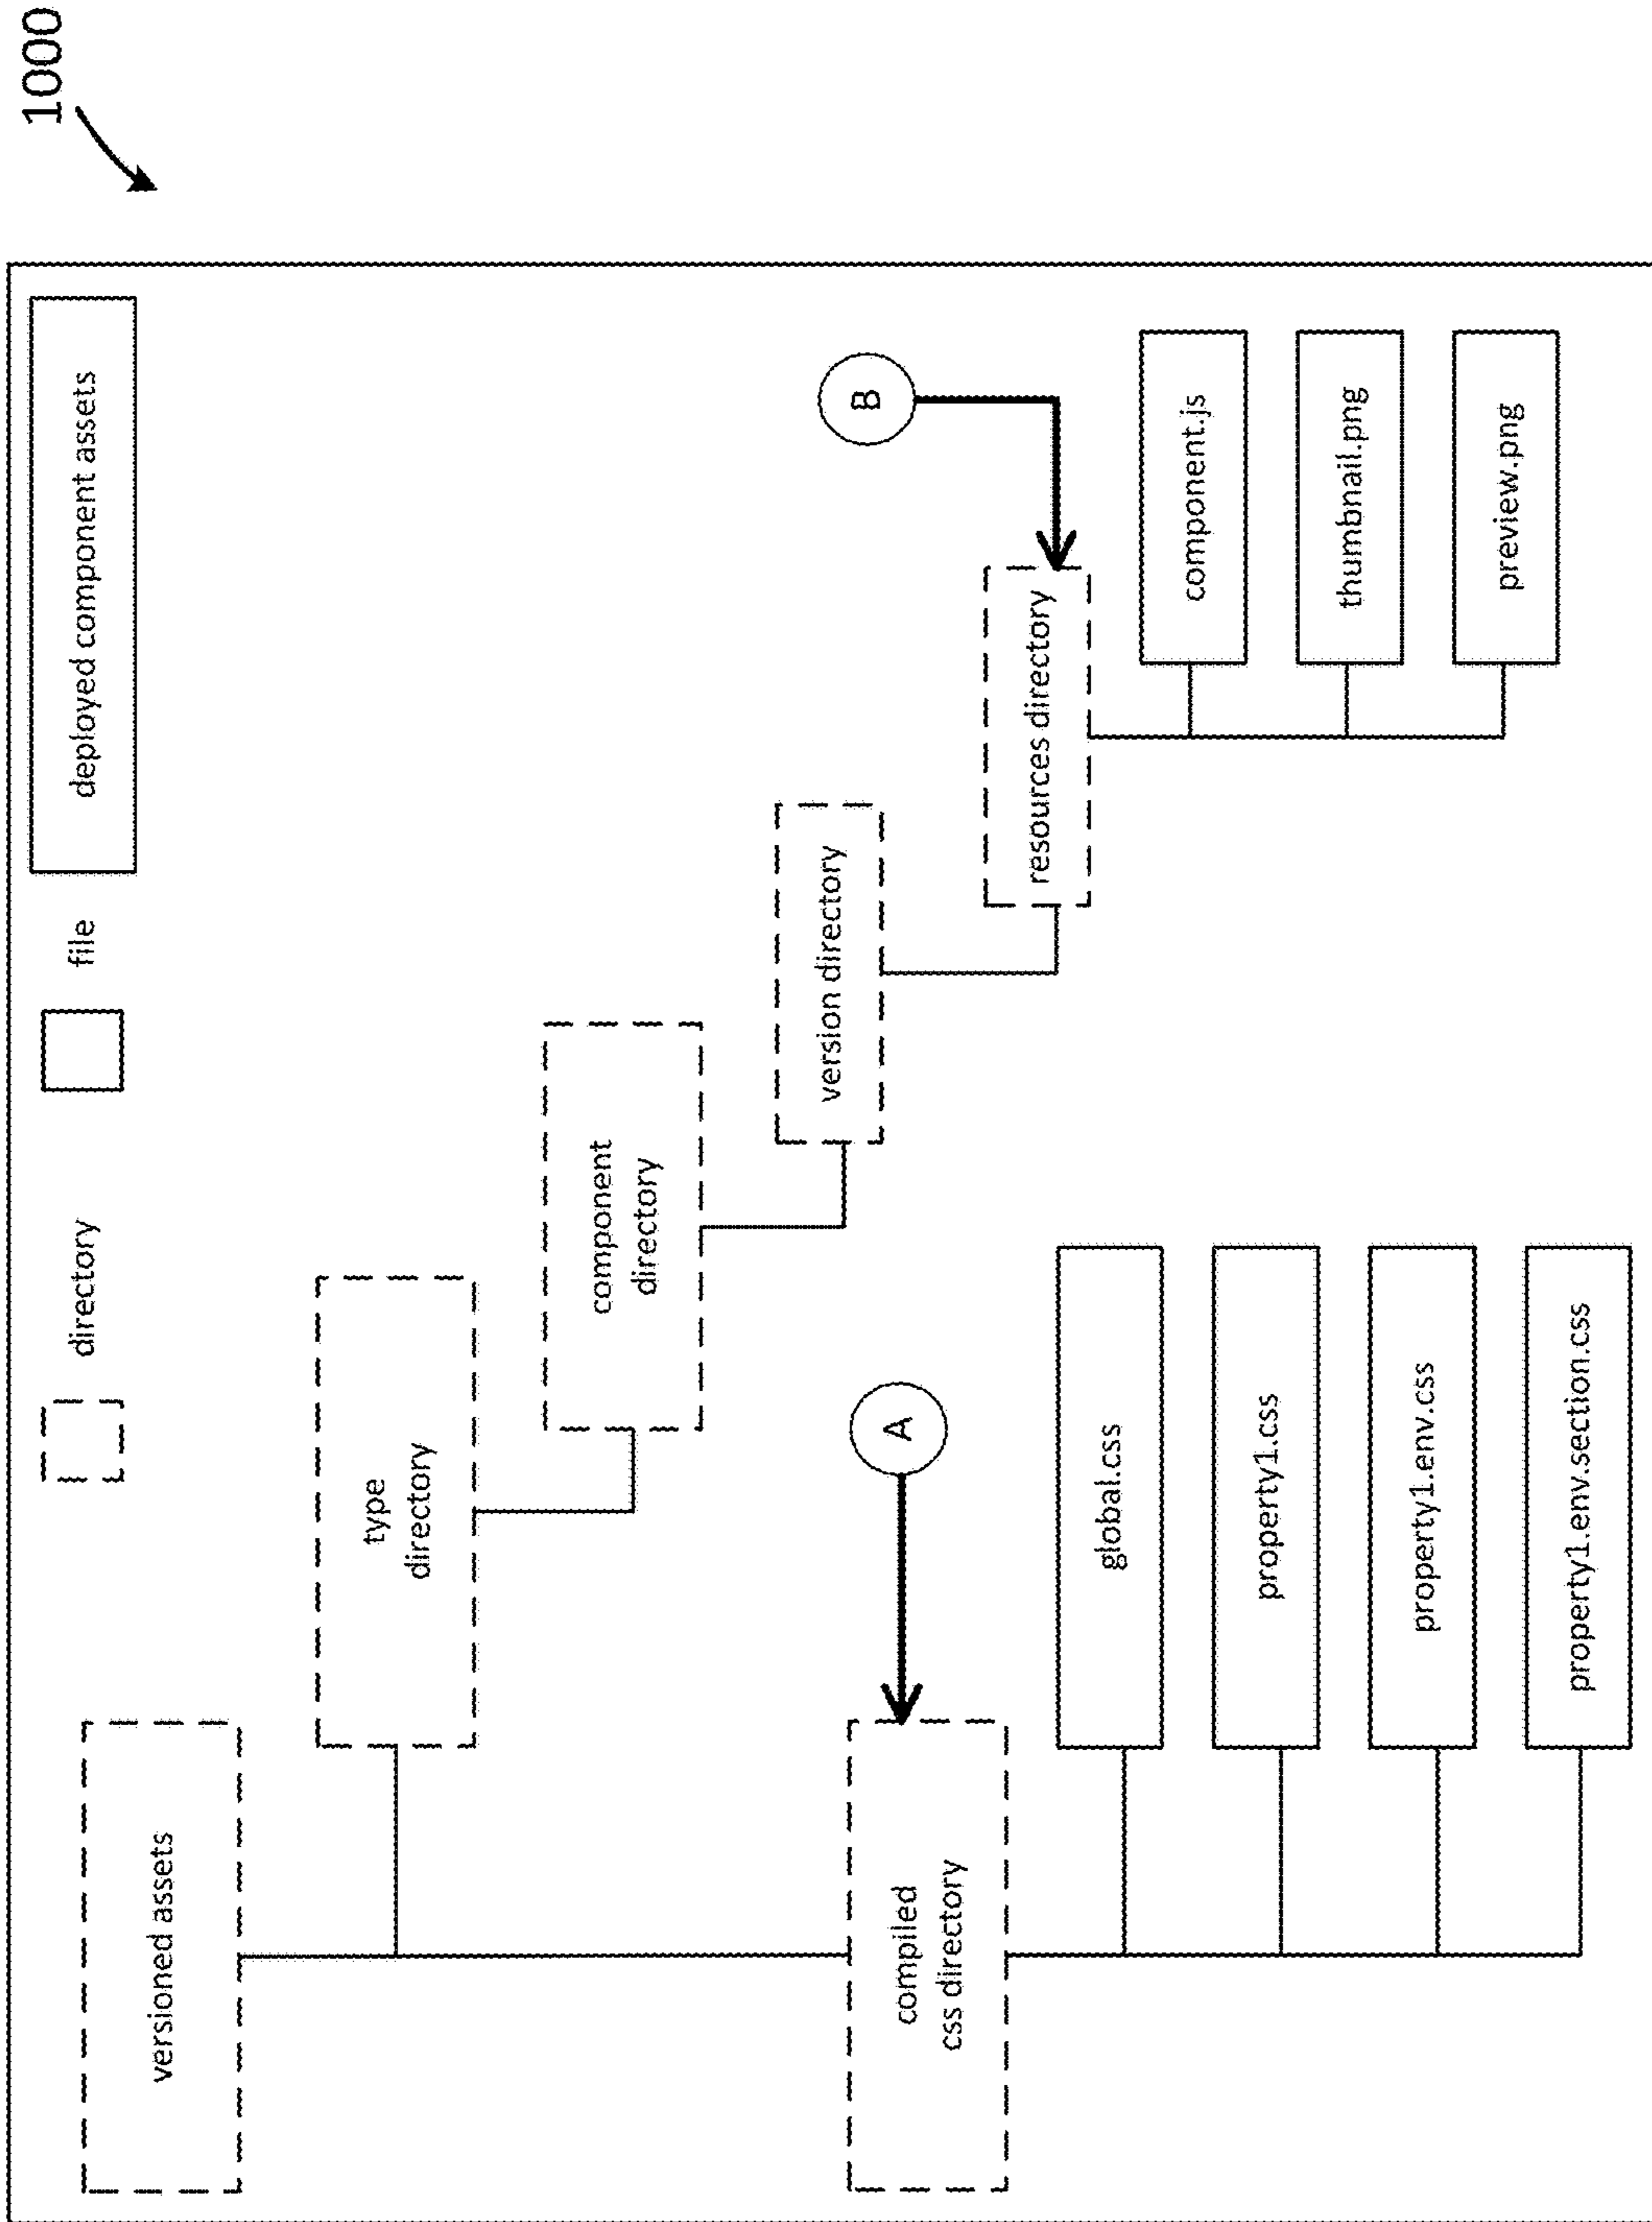 1000
directory
file
deployed component assets
versioned assets
type
directory
component
directory
version directory
B
compiled
css directory
A
resources directory
global.css
component.js
property1.css
thumbnail.png
property1.env.css
preview.png
property1.env.section.css